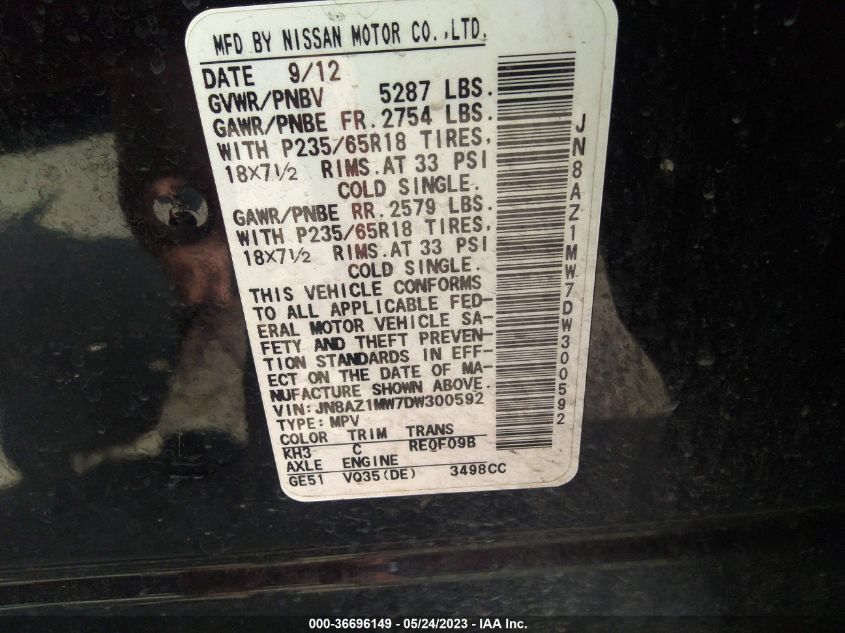 MFD BY NISSAN MOTOR CO.,LTD.
DATE 9/12
GVWR/PNBV 5287 LBS.
GAWR/PNBE FR.2754 LBS.
WITH P235/65R18 TIRES,
18X7 1/2 RIMS.AT 33 PSI
COLD SINGLE.
GAWR/PNBE RR.2579 LBS.
WITH P235/65R18 TIRES,
18X7 1/2 RIMS.AT 33 PSI
COLD SINGLE.
THIS VEHICLE CONFORMS
TO ALL APPLICABLE FED-
ERAL MOTOR VEHICLE SA-
FETY AND THEFT PREVEN-
TION STANDARDS IN EFF-
ECT ON THE DATE OF MA-
NUFACTURE SHOWN ABOVE.
VIN: JN8AZ1MW7DW300592
TYPE: MPV
COLOR TRIM TRANS
KH3 C RE0F09B
AXLE ENGINE
GE51 VQ35(DE) 3498CC
JN8AZ1MW7DW300592
000-36696149 - 05/24/2023 - IAA Inc.